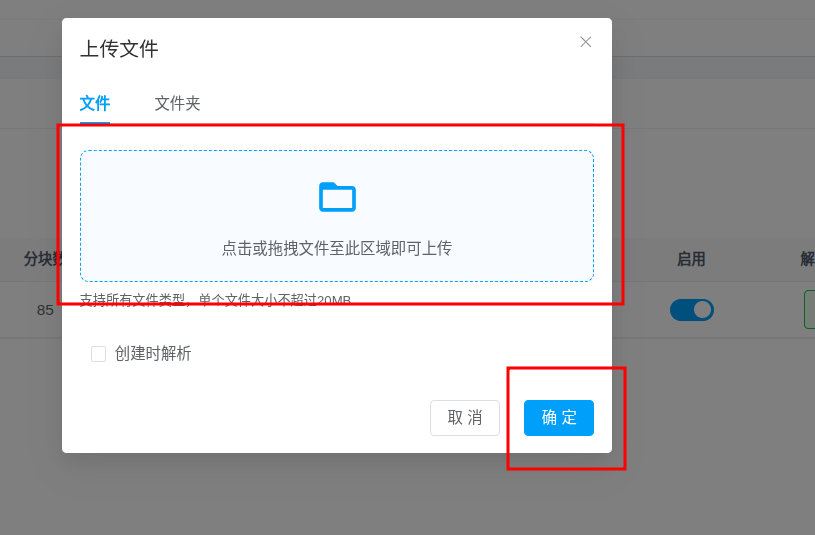 上传文件
文件 文件夹
点击或拖拽文件至此区域即可上传
支持所有文件类型，单个文件大小不超过20MB
创建时解析
取 消 确 定
分块数 启用 解
85